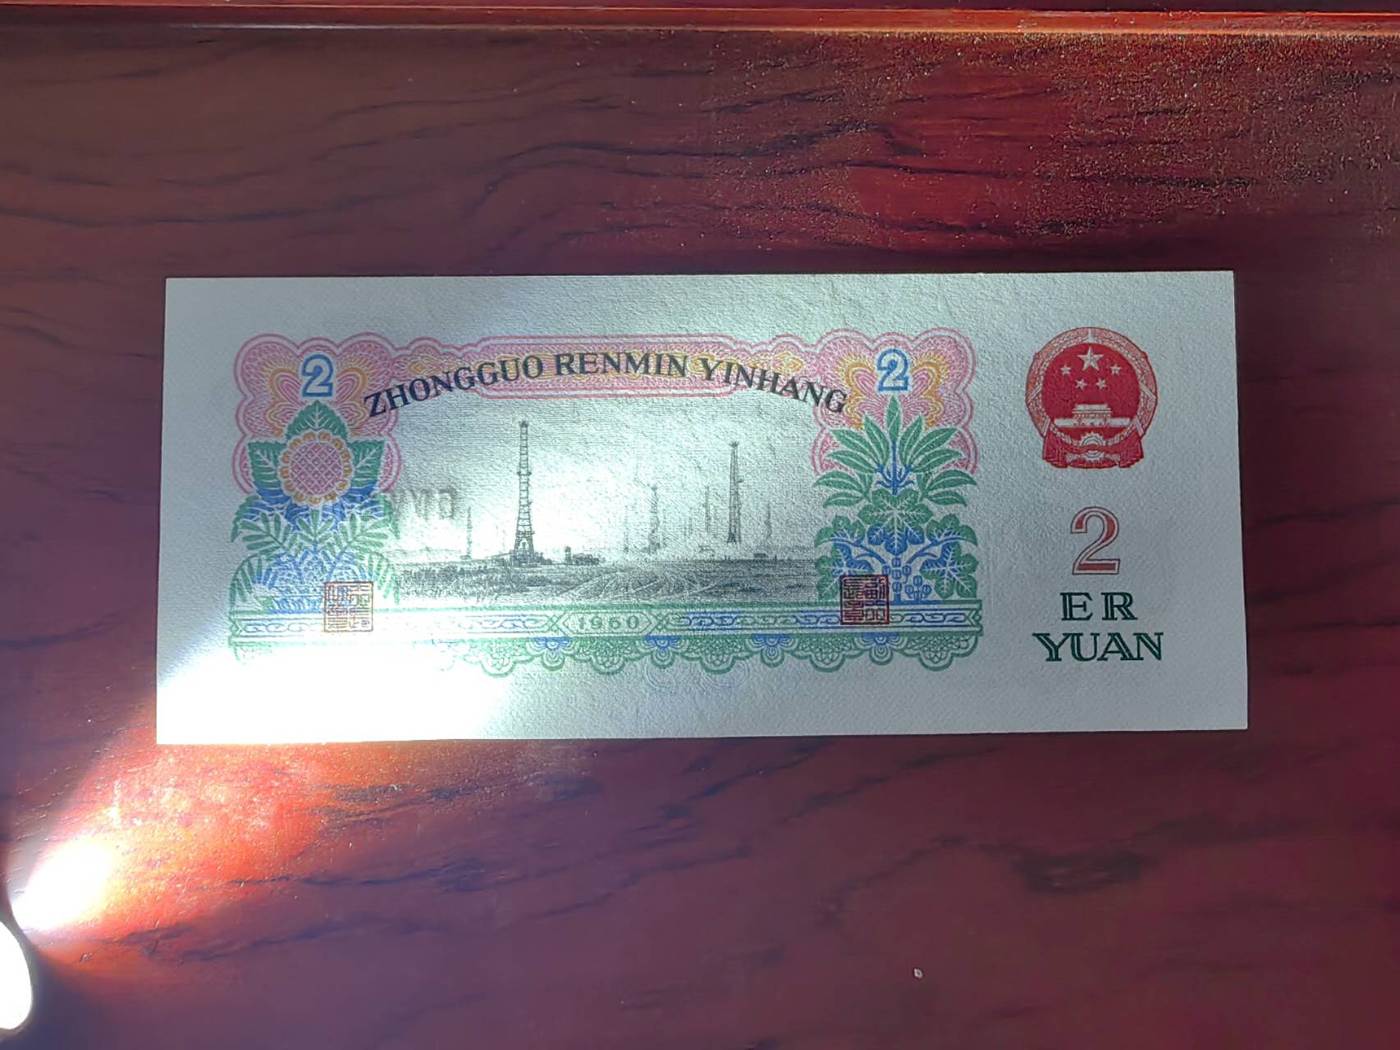 2
2
ZHONGGUO RENMIN YINHANG
2
ER
YUAN
1960